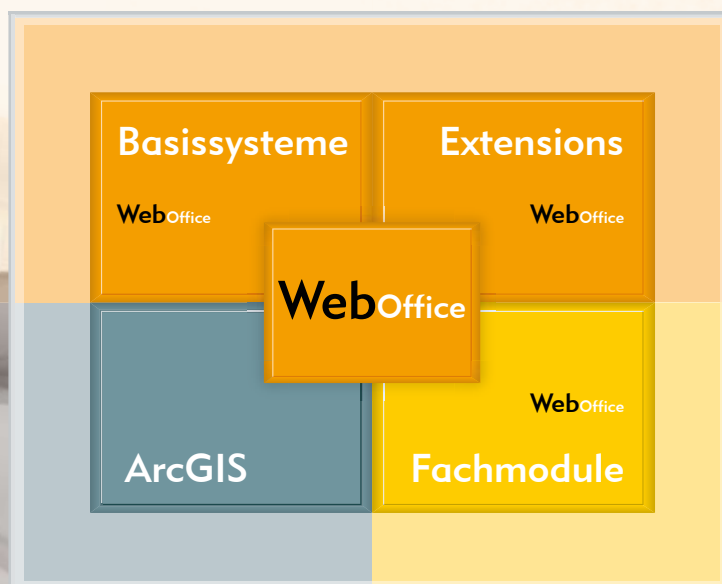 Basissysteme
Extensions
WebOffice
WebOffice
WebOffice
WebOffice
ArcGIS
Fachmodule